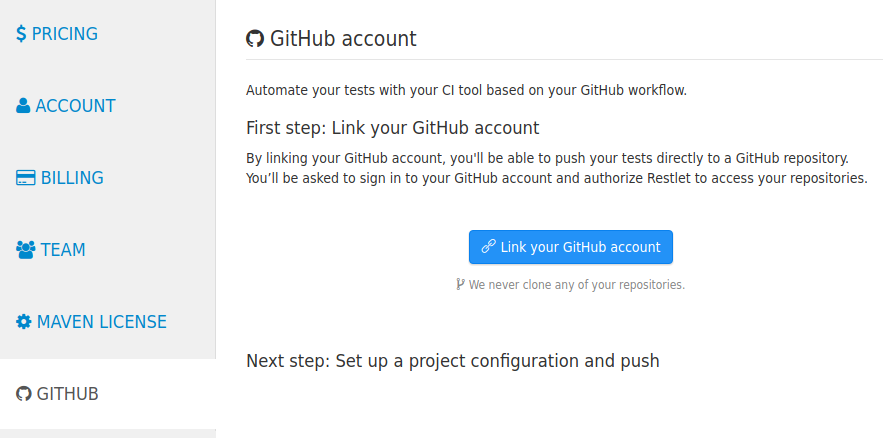 PRICING
ACCOUNT
BILLING
TEAM
MAVEN LICENSE
GITHUB
GitHub account
Automate your tests with your CI tool based on your GitHub workflow.
First step: Link your GitHub account
By linking your GitHub account, you'll be able to push your tests directly to a GitHub repository.
You’ll be asked to sign in to your GitHub account and authorize Restlet to access your repositories.
Link your GitHub account
We never clone any of your repositories.
Next step: Set up a project configuration and push